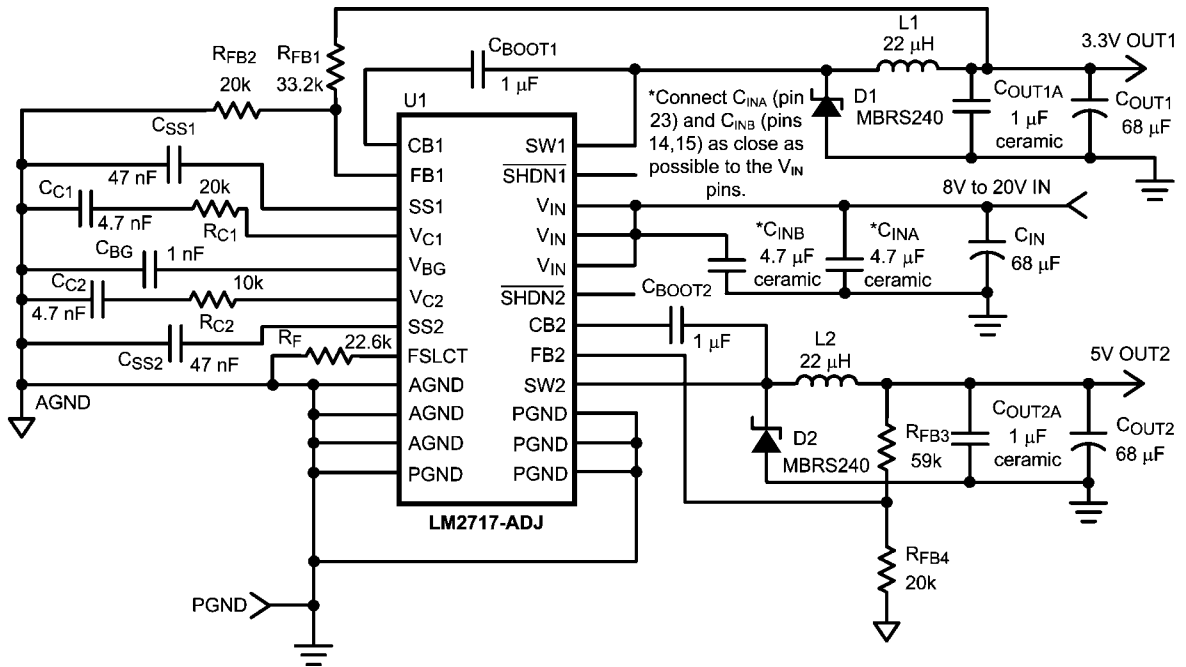 L1
22 µH
3.3V OUT1
RFB2
20k
RFB1
33.2k
CBOOT1
1 µF
U1
*Connect CINA (pin
23) and CINB (pins
14,15) as close as
possible to the VIN
pins.
D1
MBRS240
COUT1A
1 µF
ceramic
COUT1
68 µF
CSS1
47 nF
CC1
4.7 nF
20k
RC1
CBG
1 nF
CC2
4.7 nF
10k
RC2
CSS2
47 nF
RF
22.6k
AGND
CB1
FB1
SS1
VC1
VBG
VC2
SS2
FSLCT
AGND
AGND
AGND
PGND
SW1
SHDN1
VIN
VIN
VIN
SHDN2
CB2
FB2
SW2
PGND
PGND
PGND
LM2717-ADJ
8V to 20V IN
*CINB
4.7 µF
ceramic
*CINA
4.7 µF
ceramic
CIN
68 µF
CBOOT2
1 µF
L2
22 µH
5V OUT2
D2
MBRS240
RFB3
59k
COUT2A
1 µF
ceramic
COUT2
68 µF
RFB4
20k
PGND